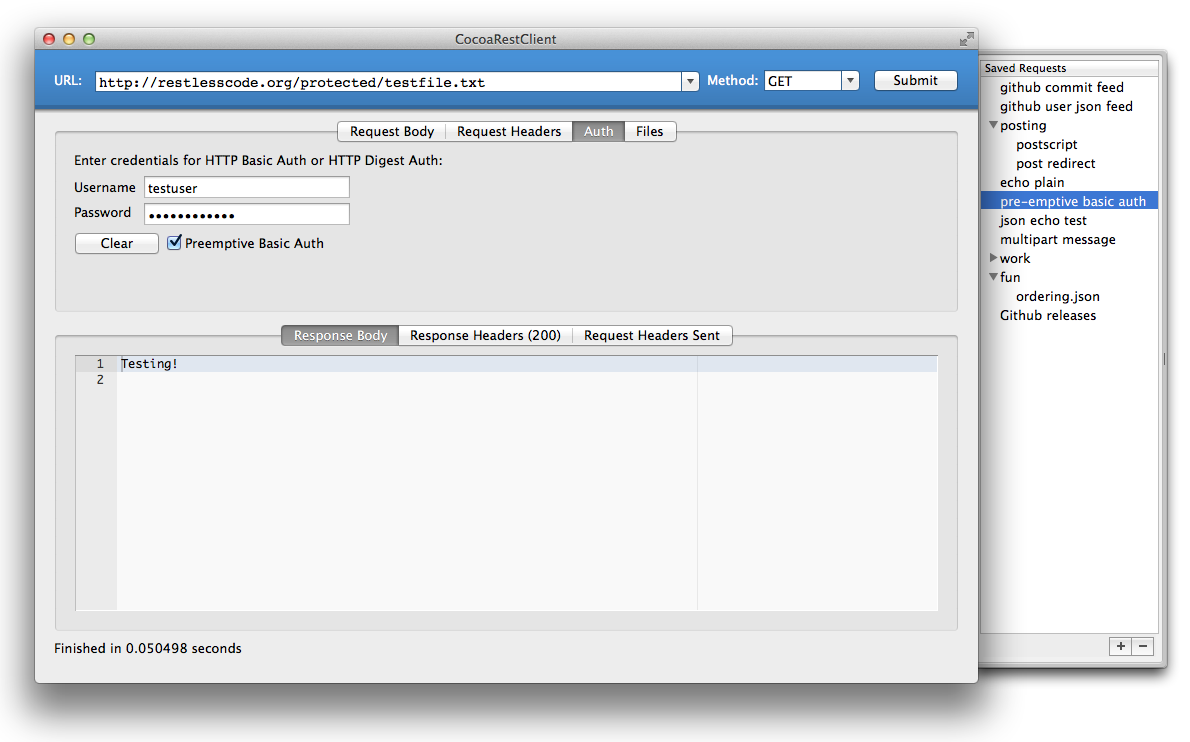 CocoaRestClient
URL: http://restlesscode.org/protected/testfile.txt Method: GET Submit
Request Body Request Headers Auth Files
Enter credentials for HTTP Basic Auth or HTTP Digest Auth:
Username testuser
Password ••••••••••••
Clear Preemptive Basic Auth
Response Body Response Headers (200) Request Headers Sent
1 Testing!
2
Finished in 0.050498 seconds
Saved Requests
github commit feed
github user json feed
posting
postscript
post redirect
echo plain
pre-emptive basic auth
json echo test
multipart message
work
fun
ordering.json
Github releases
+ −